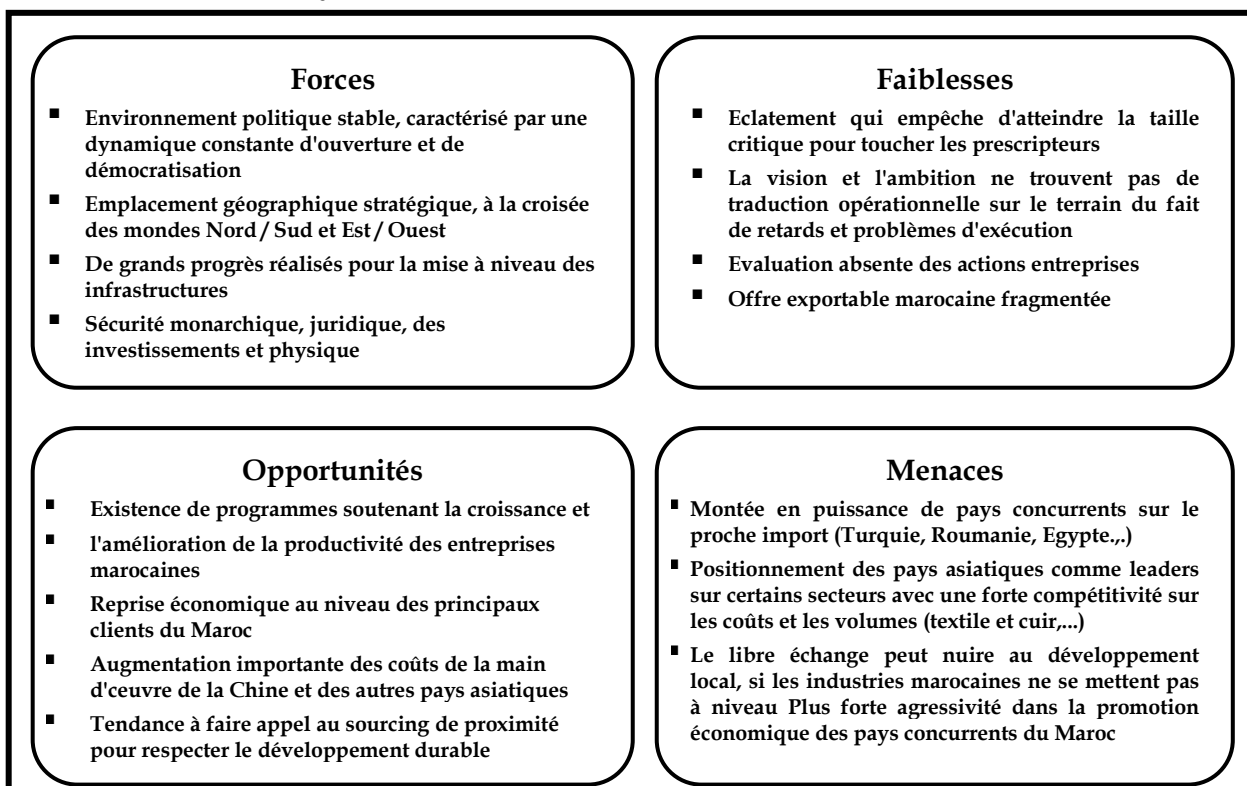 Forces
▪ Environnement politique stable, caractérisé par une
dynamique constante d'ouverture et de
démocratisation
▪ Emplacement géographique stratégique, à la croisée
des mondes Nord / Sud et Est / Ouest
▪ De grands progrès réalisés pour la mise à niveau des
infrastructures
▪ Sécurité monarchique, juridique, des
investissements et physique
Faiblesses
▪ Eclatement qui empêche d'atteindre la taille
critique pour toucher les prescripteurs
▪ La vision et l'ambition ne trouvent pas de
traduction opérationnelle sur le terrain du fait
de retards et problèmes d'exécution
▪ Evaluation absente des actions entreprises
▪ Offre exportable marocaine fragmentée
Opportunités
▪ Existence de programmes soutenant la croissance et
▪ l'amélioration de la productivité des entreprises
marocaines
▪ Reprise économique au niveau des principaux
clients du Maroc
▪ Augmentation importante des coûts de la main
d'œuvre de la Chine et des autres pays asiatiques
▪ Tendance à faire appel au sourcing de proximité
pour respecter le développement durable
Menaces
▪ Montée en puissance de pays concurrents sur le
proche import (Turquie, Roumanie, Egypte.,.)
▪ Positionnement des pays asiatiques comme leaders
sur certains secteurs avec une forte compétitivité sur
les coûts et les volumes (textile et cuir,...)
▪ Le libre échange peut nuire au développement
local, si les industries marocaines ne se mettent pas
à niveau Plus forte agressivité dans la promotion
économique des pays concurrents du Maroc